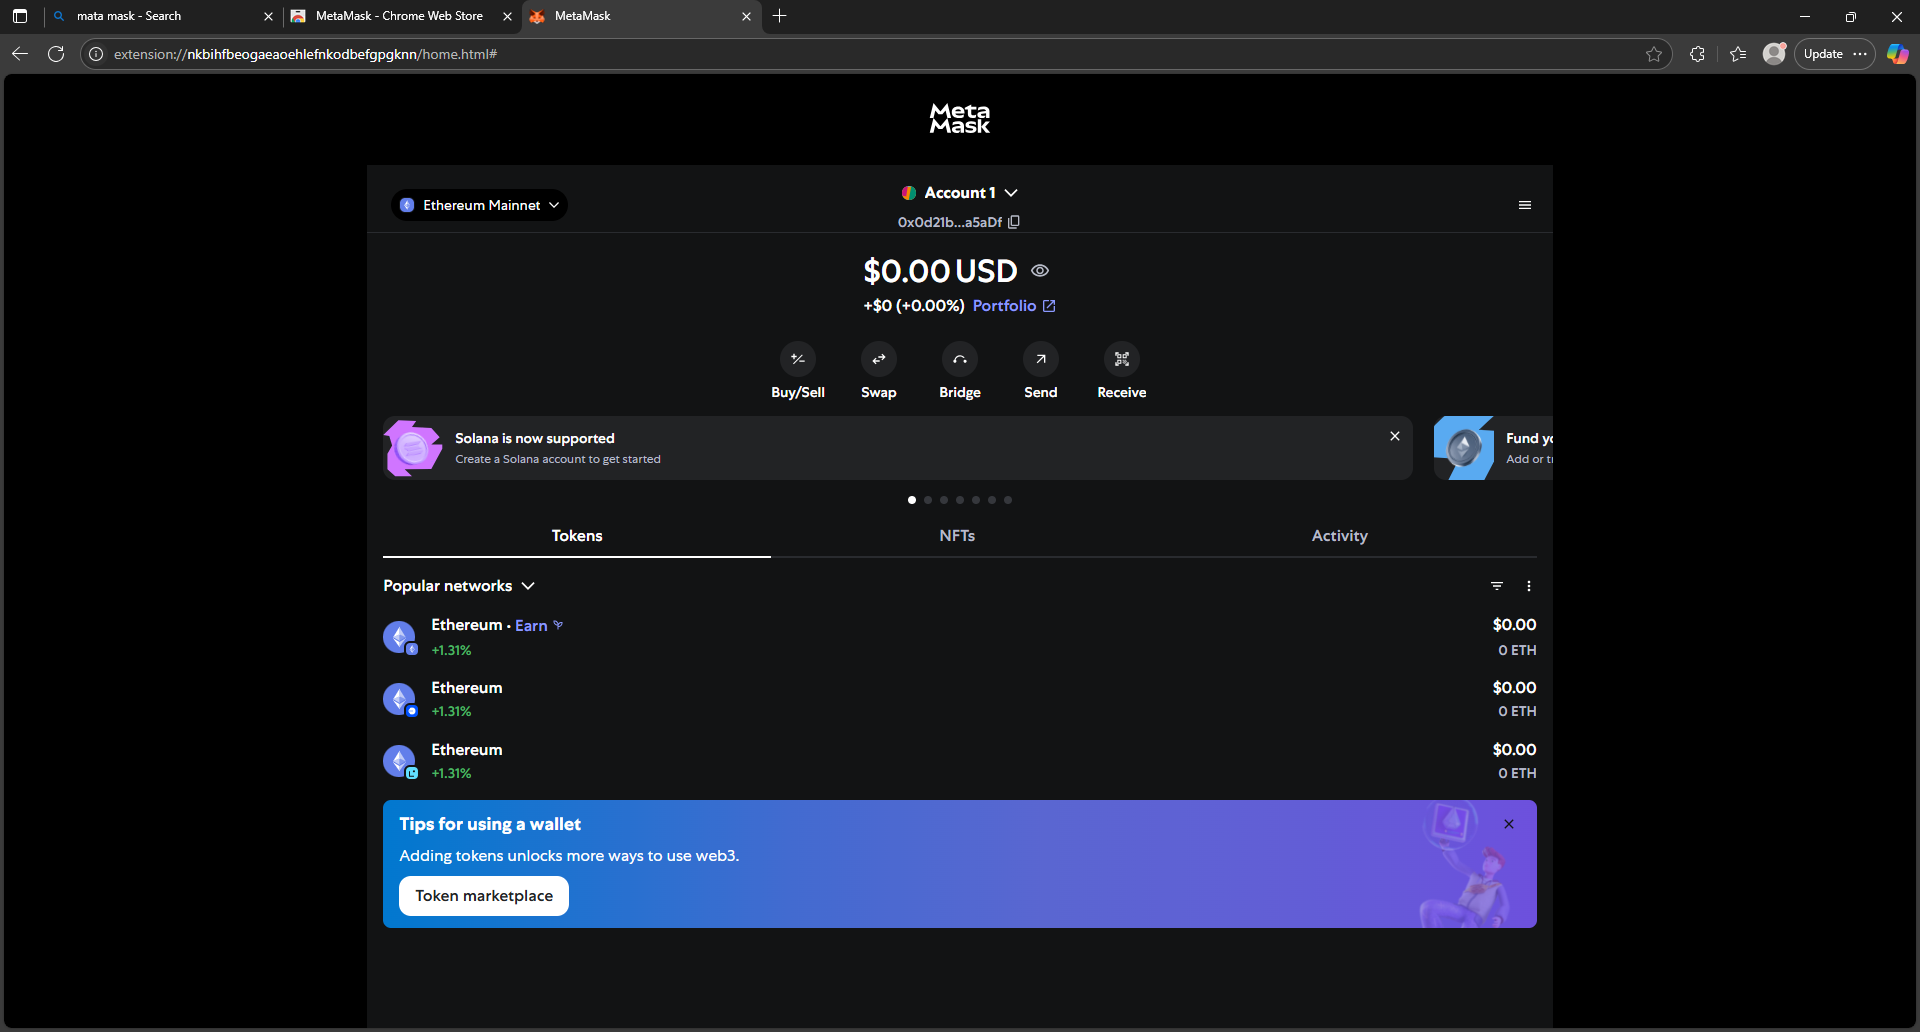 mata mask - Search
MetaMask - Chrome Web Store
MetaMask
extension://nkbihfbeogaeaoehlefnkodbefgpgknn/home.html#
Update
Meta
Mask
Ethereum Mainnet
Account 1
0x0d21b...a5aDf
$0.00 USD
+$0 (+0.00%) Portfolio
Buy/Sell
Swap
Bridge
Send
Receive
Solana is now supported
Create a Solana account to get started
Fund yo
Add or tr
Tokens
NFTs
Activity
Popular networks
Ethereum • Earn
$0.00
+1.31%
0 ETH
Ethereum
$0.00
+1.31%
0 ETH
Ethereum
$0.00
+1.31%
0 ETH
Tips for using a wallet
Adding tokens unlocks more ways to use web3.
Token marketplace